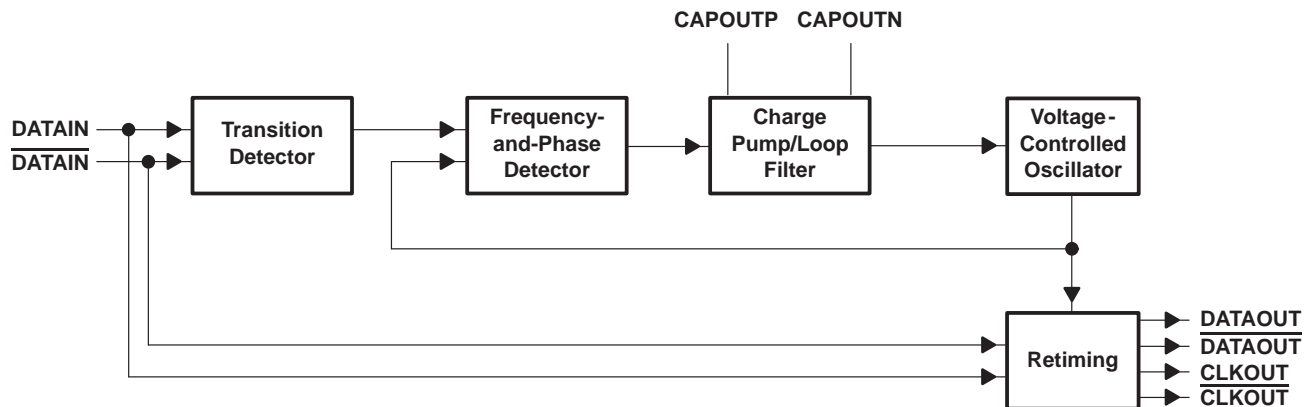 CAPOUTP CAPOUTN
DATAIN
DATAIN
Transition
Detector
Frequency-
and-Phase
Detector
Charge
Pump/Loop
Filter
Voltage-
Controlled
Oscillator
Retiming
DATAOUT
DATAOUT
CLKOUT
CLKOUT